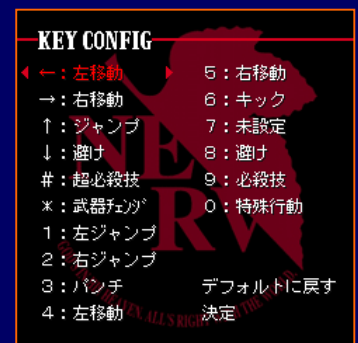 KEY CONFIG
←：左移動　5：右移動
→：右移動　6：キック
↑：ジャンプ　7：未設定
↓：避け　8：避け
#：超必殺技　9：必殺技
*：武器ﾁｪﾝｼﾞ　0：特殊行動
1：左ジャンプ
2：右ジャンプ
3：パンチ　デフォルトに戻す
4：左移動　決定
NERV